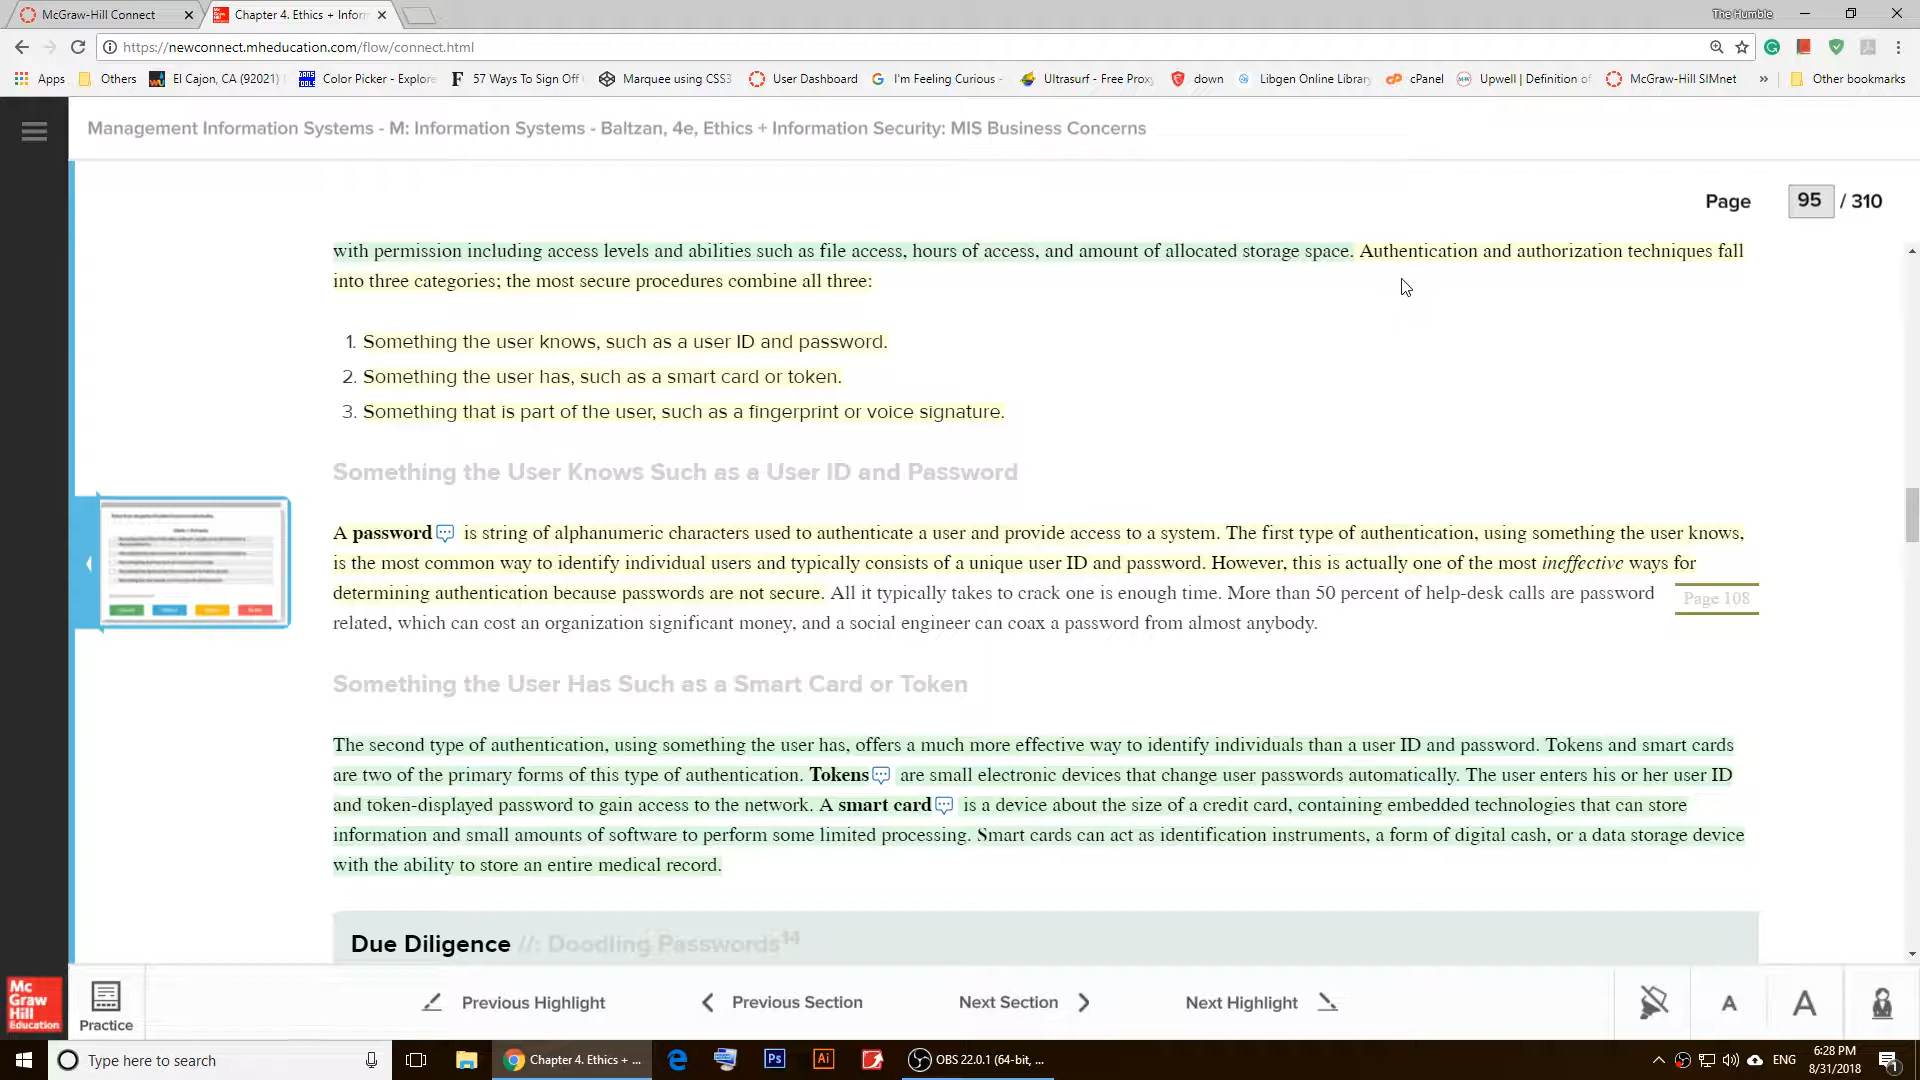 McGraw-Hill Connect
Chapter 4. Ethics + Inform
The Humble
https://newconnect.mheducation.com/flow/connect.html
Apps
Others
El Cajon, CA (92021)
Color Picker - Explore
57 Ways To Sign Off
Marquee using CSS3
User Dashboard
I'm Feeling Curious -
Ultrasurf - Free Proxy
down
Libgen Online Library
cPanel
Upwell | Definition of
McGraw-Hill SIMnet
»
Other bookmarks
Management Information Systems - M: Information Systems - Baltzan, 4e, Ethics + Information Security: MIS Business Concerns
Page 95 / 310
with permission including access levels and abilities such as file access, hours of access, and amount of allocated storage space. Authentication and authorization techniques fall
into three categories; the most secure procedures combine all three:
1. Something the user knows, such as a user ID and password.
2. Something the user has, such as a smart card or token.
3. Something that is part of the user, such as a fingerprint or voice signature.
Something the User Knows Such as a User ID and Password
A password is string of alphanumeric characters used to authenticate a user and provide access to a system. The first type of authentication, using something the user knows,
is the most common way to identify individual users and typically consists of a unique user ID and password. However, this is actually one of the most ineffective ways for
determining authentication because passwords are not secure. All it typically takes to crack one is enough time. More than 50 percent of help-desk calls are password
Page 108
related, which can cost an organization significant money, and a social engineer can coax a password from almost anybody.
Something the User Has Such as a Smart Card or Token
The second type of authentication, using something the user has, offers a much more effective way to identify individuals than a user ID and password. Tokens and smart cards
are two of the primary forms of this type of authentication. Tokens are small electronic devices that change user passwords automatically. The user enters his or her user ID
and token-displayed password to gain access to the network. A smart card is a device about the size of a credit card, containing embedded technologies that can store
information and small amounts of software to perform some limited processing. Smart cards can act as identification instruments, a form of digital cash, or a data storage device
with the ability to store an entire medical record.
Due Diligence //: Doodling Passwords14
Mc
Graw
Hill
Education
Practice
Previous Highlight
Previous Section
Next Section
Next Highlight
A
A
Type here to search
Chapter 4. Ethics + ...
Ps
Ai
OBS 22.0.1 (64-bit, ...
ENG
6:28 PM
8/31/2018
1